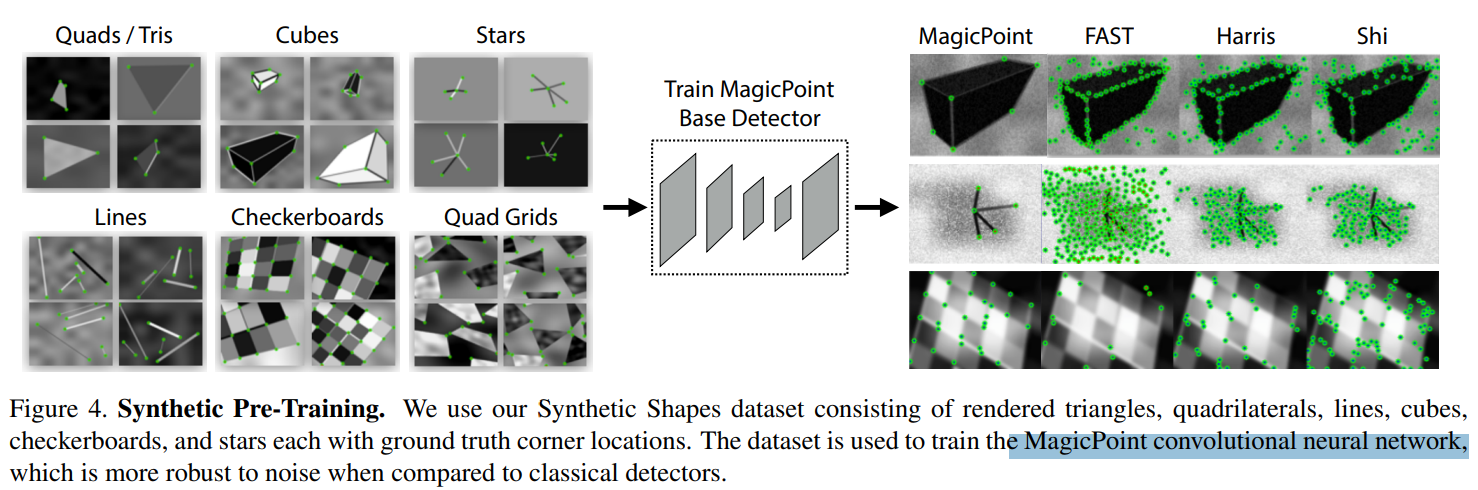 Quads / Tris
Cubes
Stars
Lines
Checkerboards
Quad Grids
Train MagicPoint
Base Detector
MagicPoint
FAST
Harris
Shi
Figure 4. Synthetic Pre-Training. We use our Synthetic Shapes dataset consisting of rendered triangles, quadrilaterals, lines, cubes,
checkerboards, and stars each with ground truth corner locations. The dataset is used to train the MagicPoint convolutional neural network,
which is more robust to noise when compared to classical detectors.